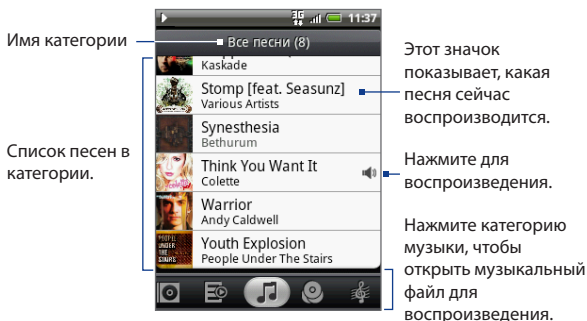 Имя категории
Список песен в
категории.
11:37
Все песни (8)
Kaskade
Stomp [feat. Seasunz]
Various Artists
Synesthesia
Bethurum
Think You Want It
Colette
Warrior
Andy Caldwell
Youth Explosion
People Under The Stairs
Этот значок
показывает, какая
песня сейчас
воспроизводится.
Нажмите для
воспроизведения.
Нажмите категорию
музыки, чтобы
открыть музыкальный
файл для
воспроизведения.